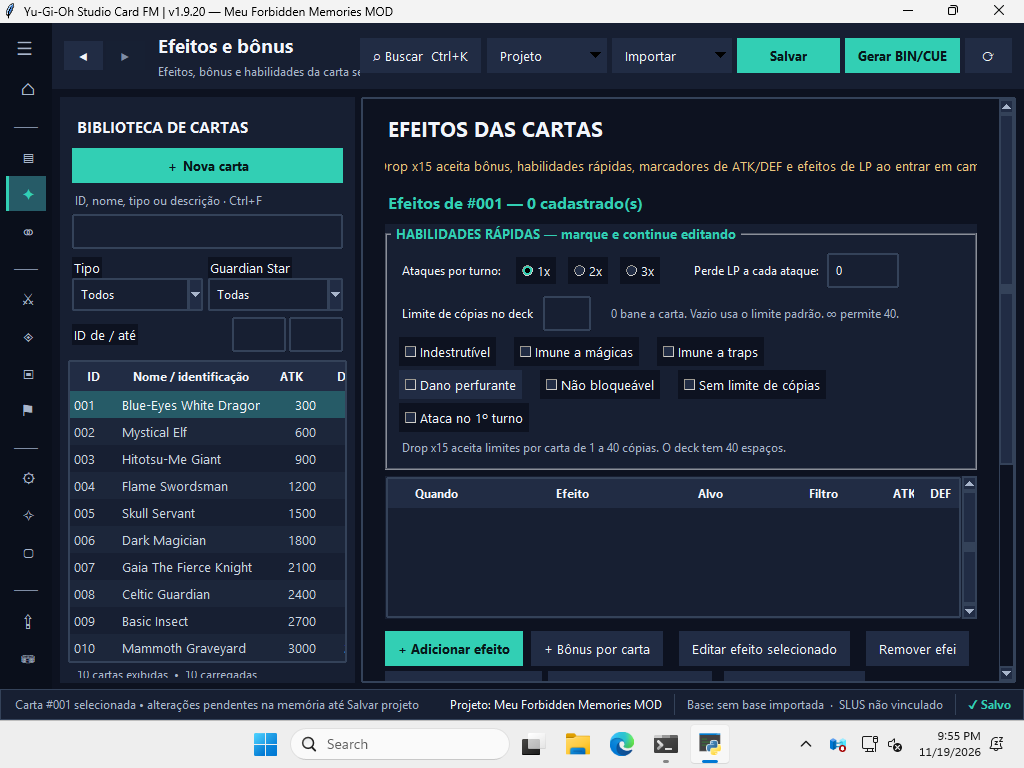 Yu-Gi-Oh Studio Card FM | v1.9.20 — Meu Forbidden Memories MOD
Efeitos e bônus
Efeitos, bônus e habilidades da carta se
Buscar Ctrl+K
Projeto
Importar
Salvar
Gerar BIN/CUE
BIBLIOTECA DE CARTAS
+ Nova carta
ID, nome, tipo ou descrição · Ctrl+F
Tipo
Guardian Star
Todos
Todas
ID de / até
ID Nome / identificação ATK D
001 Blue-Eyes White Dragor 300
002 Mystical Elf 600
003 Hitotsu-Me Giant 900
004 Flame Swordsman 1200
005 Skull Servant 1500
006 Dark Magician 1800
007 Gaia The Fierce Knight 2100
008 Celtic Guardian 2400
009 Basic Insect 2700
010 Mammoth Graveyard 3000
10 cartas exibidas • 10 carregadas
EFEITOS DAS CARTAS
Drop x15 aceita bônus, habilidades rápidas, marcadores de ATK/DEF e efeitos de LP ao entrar em cam
Efeitos de #001 — 0 cadastrado(s)
HABILIDADES RÁPIDAS — marque e continue editando
Ataques por turno: 1x 2x 3x Perde LP a cada ataque: 0
Limite de cópias no deck 0 bane a carta. Vazio usa o limite padrão. ∞ permite 40.
Indestrutível Imune a mágicas Imune a traps
Dano perfurante Não bloqueável Sem limite de cópias
Ataca no 1º turno
Drop x15 aceita limites por carta de 1 a 40 cópias. O deck tem 40 espaços.
Quando Efeito Alvo Filtro ATK DEF
+ Adicionar efeito
+ Bônus por carta
Editar efeito selecionado
Remover efei
Carta #001 selecionada • alterações pendentes na memória até Salvar projeto
Projeto: Meu Forbidden Memories MOD
Base: sem base importada · SLUS não vinculado
✓ Salvo
Search
9:55 PM
11/19/2026